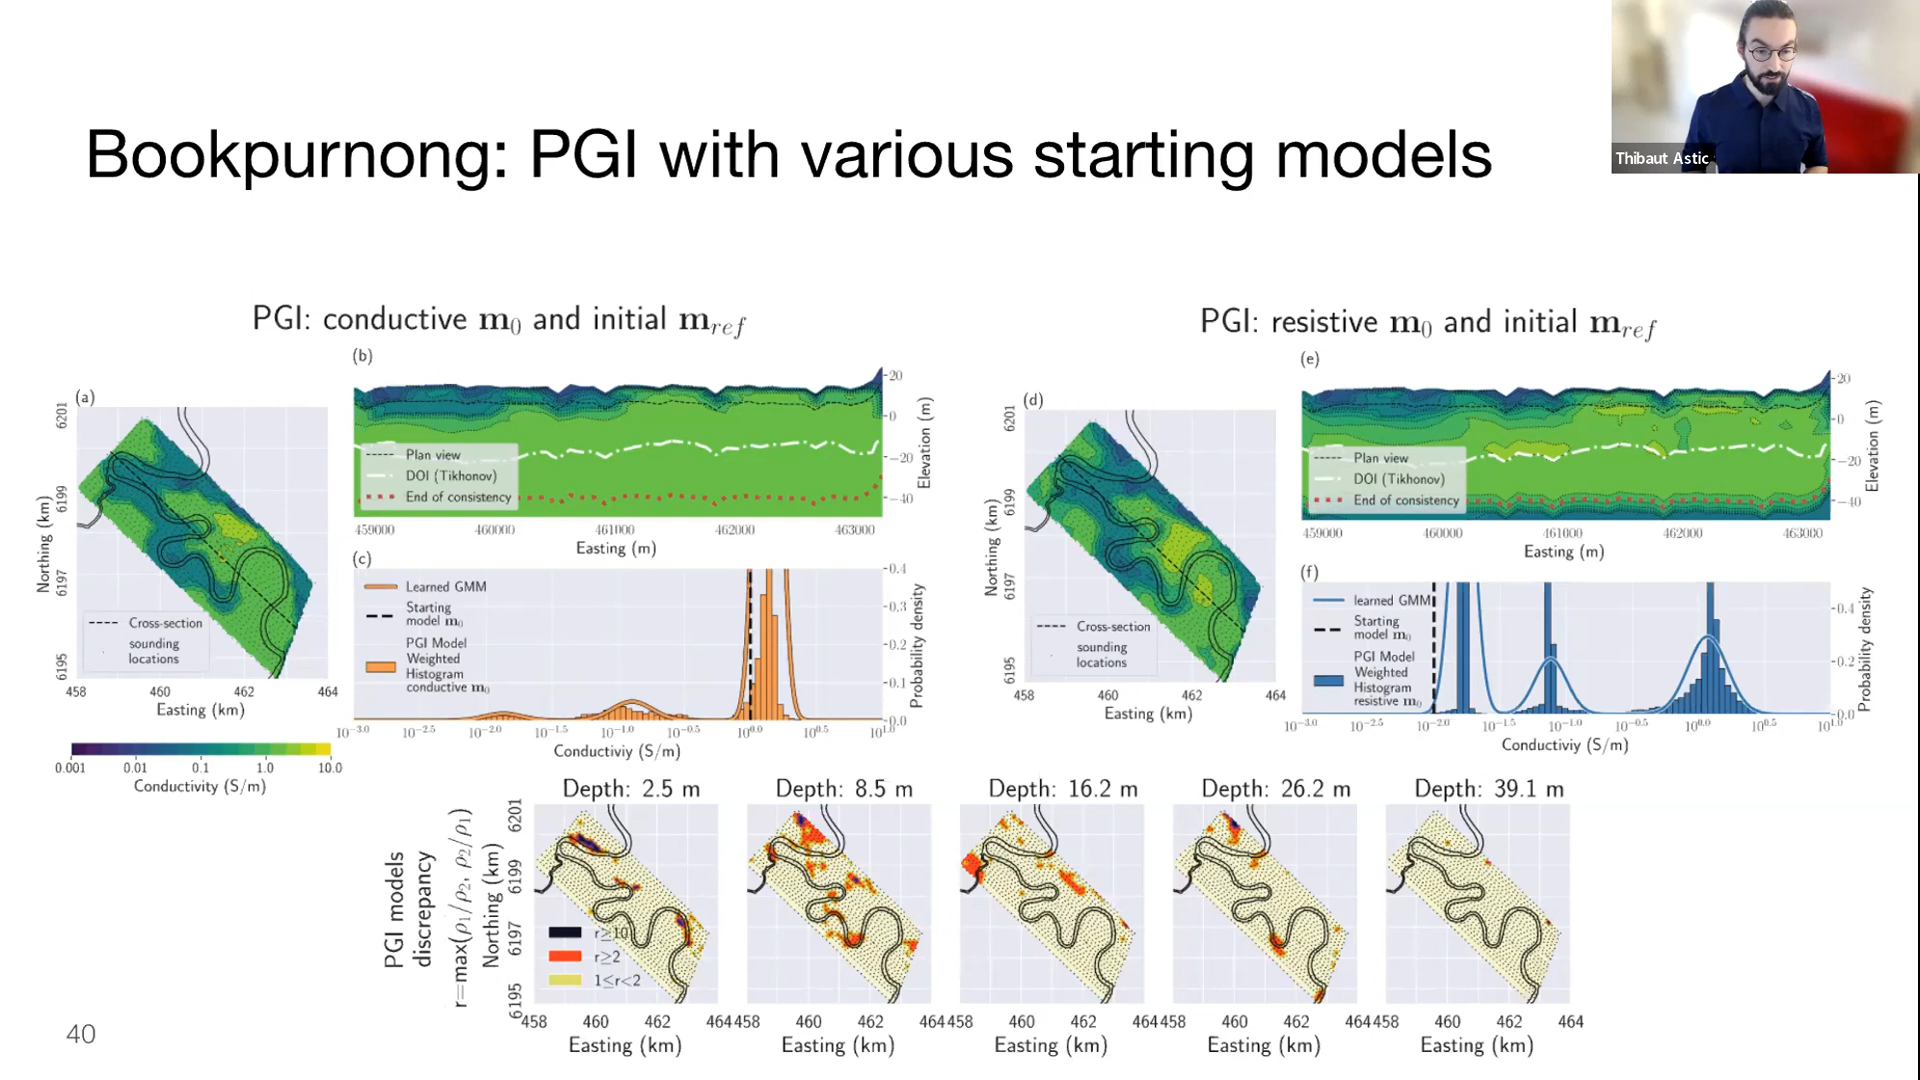 Thibaut Astic
Bookpurnong: PGI with various starting models
PGI: conductive m₀ and initial m_ref
(a)
6201
6199
6197
6195
Northing (km)
Cross-section
sounding
locations
458 460 462 464
Easting (km)
0.001 0.01 0.1 1.0 10.0
Conductivity (S/m)
(b)
Plan view
DOI (Tikhonov)
End of consistency
20
0
−20
−40
Elevation (m)
459000 460000 461000 462000 463000
Easting (m)
(c)
Learned GMM
Starting
model m₀
PGI Model
Weighted
Histogram
conductive m₀
0.4
0.3
0.2
0.1
0.0
Probability density
10^−3.0 10^−2.5 10^−2.0 10^−1.5 10^−1.0 10^−0.5 10^0.0 10^0.5 10^1.0
Conductiviy (S/m)
PGI: resistive m₀ and initial m_ref
(d)
6201
6199
6197
6195
Northing (km)
Cross-section
sounding
locations
458 460 462 464
Easting (km)
(e)
Plan view
DOI (Tikhonov)
End of consistency
20
0
−20
−40
Elevation (m)
459000 460000 461000 462000 463000
Easting (m)
(f)
learned GMM
Starting
model m₀
PGI Model
Weighted
Histogram
resistive m₀
0.4
0.2
0.0
Probability density
10^−3.0 10^−2.5 10^−2.0 10^−1.5 10^−1.0 10^−0.5 10^0.0 10^0.5 10^1.0
Conductiviy (S/m)
PGI models
discrepancy
r=max(ρ₁/ρ₂, ρ₂/ρ₁)
Northing (km)
6201
6199
6197
6195
Depth: 2.5 m
r≥10
r≥2
1≤r<2
458 460 462 464
Easting (km)
Depth: 8.5 m
458 460 462 464
Easting (km)
Depth: 16.2 m
458 460 462 464
Easting (km)
Depth: 26.2 m
458 460 462 464
Easting (km)
Depth: 39.1 m
458 460 462 464
Easting (km)
40